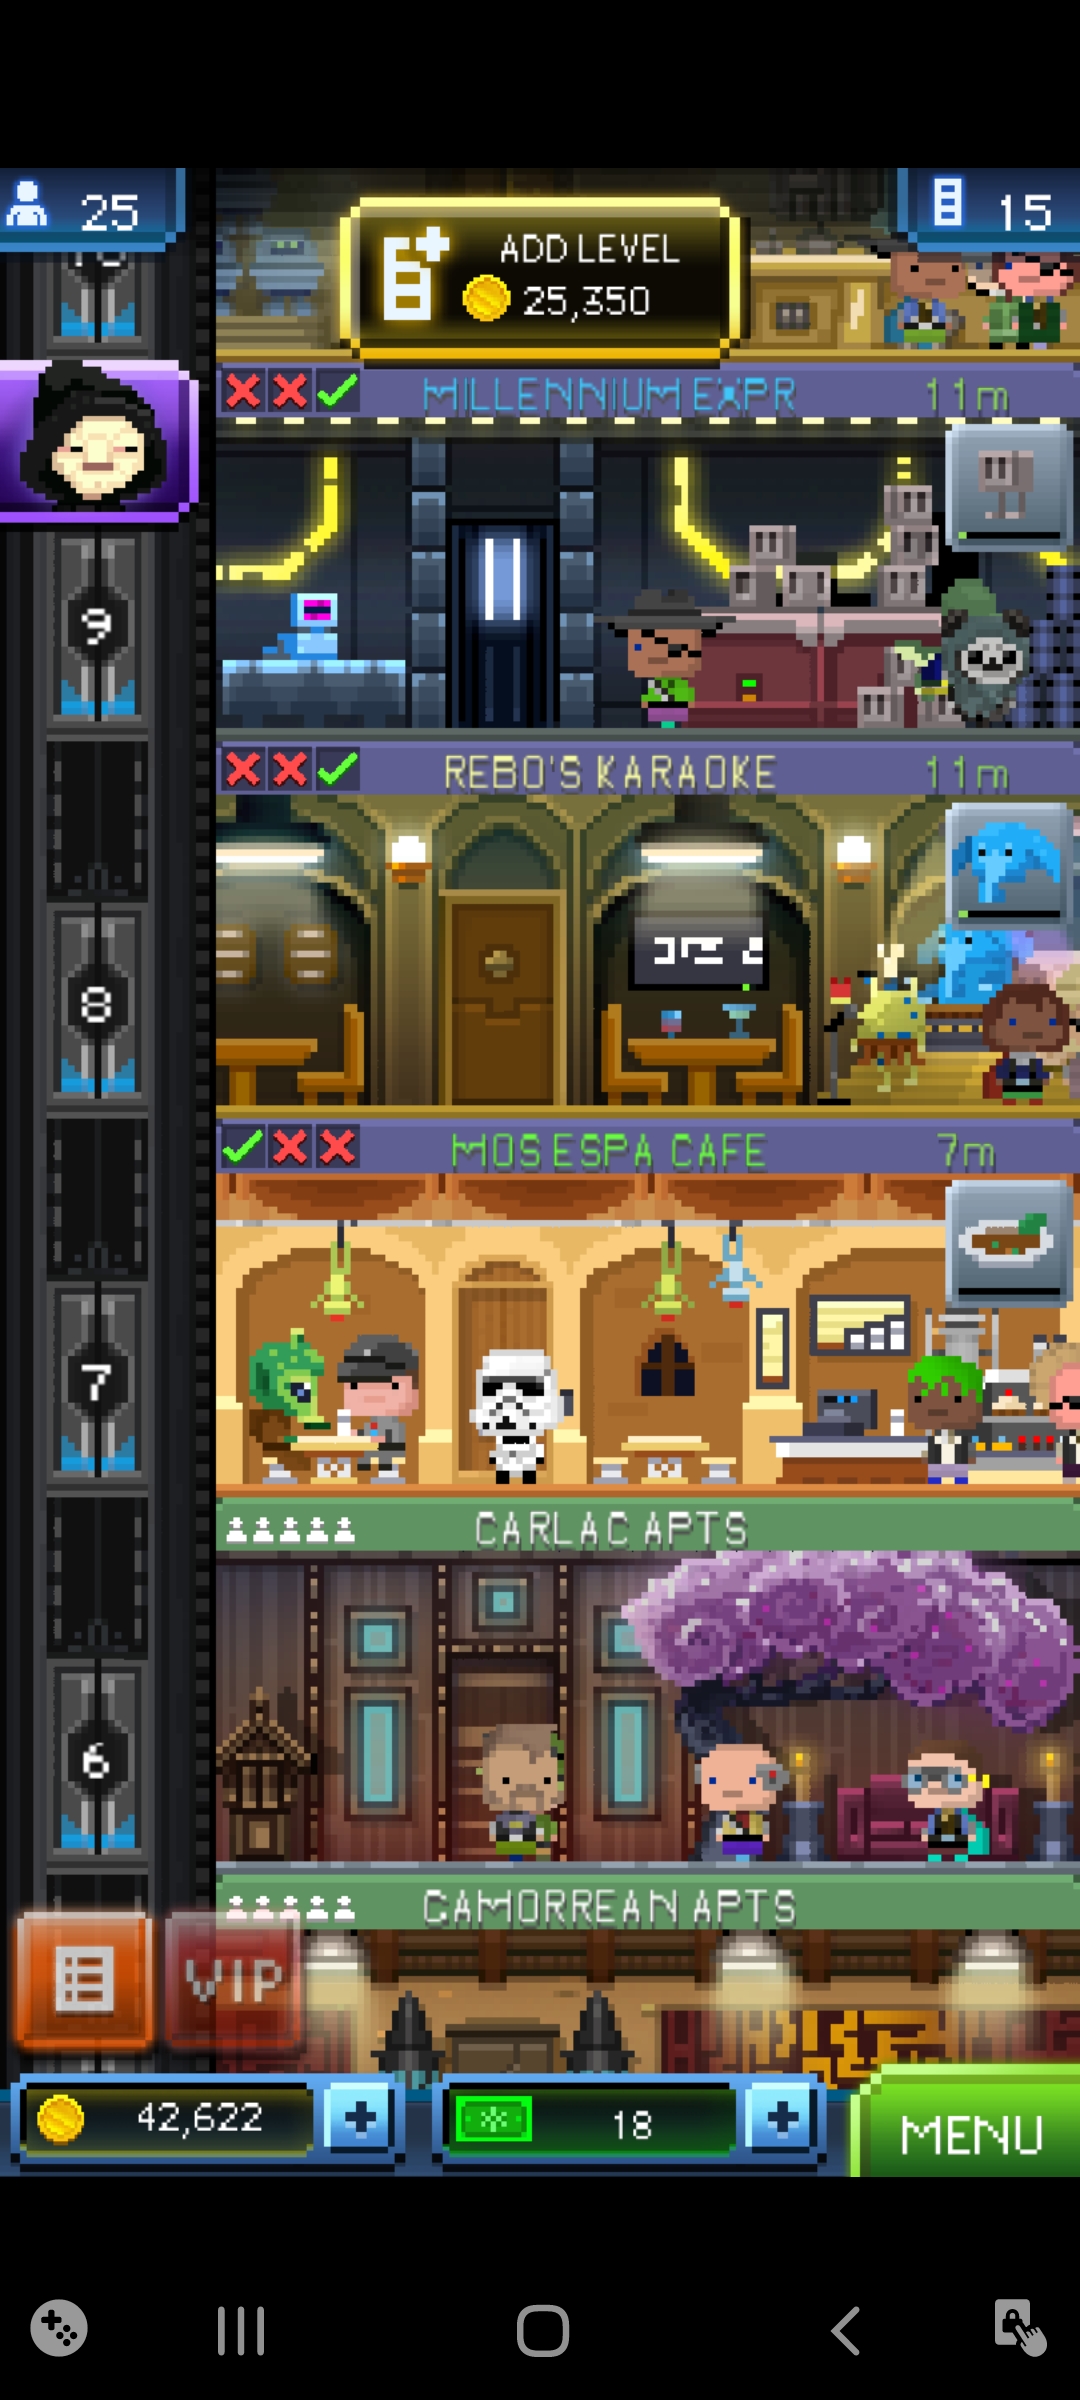 25
ADD LEVEL
25,350
15
MILLENNIUM EXPR 11m
9
REBO'S KARAOKE 11m
8
MOS ESPA CAFE 7m
7
CARLAC APTS
6
CAMORREAN APTS
VIP
42,622
18
MENU